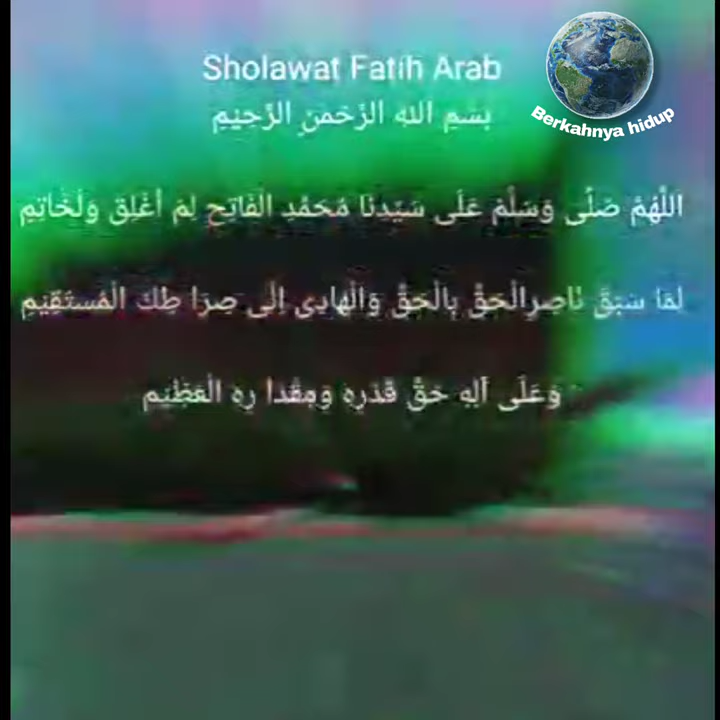 Sholawat Fatih Arab
Berkahnya hidup
بِسْمِ اللهِ الرَّحْمٰنِ الرَّحِيمِ
اللّٰهُمَّ صَلِّى وَسَلِّمْ عَلَى سَيِّدِنَا مُحَمَّدِ الْفَاتِحِ لِمَ أُغْلِقَ وَلْخَاتِمِ
لِمَا سَبَقَ نَاصِرِالْحَقِّ بِالْحَقِّ وَالْهَادِى اِلَى صِرَا طِكَ الْمُسْتَقِيْمِ
وَعَلَى آلِهِ حَقَّ قَدْرِهِ وَمِقْدَا رِهِ الْعَظِيْمِ